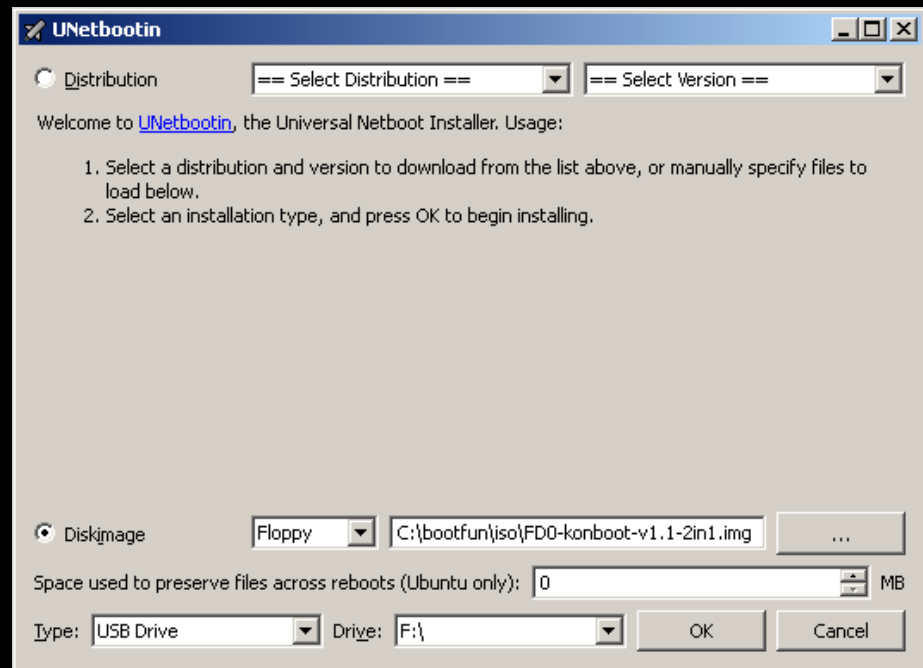 UNetbootin
Distribution == Select Distribution == == Select Version ==
Welcome to UNetbootin, the Universal Netboot Installer. Usage:
1. Select a distribution and version to download from the list above, or manually specify files to
load below.
2. Select an installation type, and press OK to begin installing.
Diskimage Floppy C:\bootfun\iso\FD0-konboot-v1.1-2in1.img ...
Space used to preserve files across reboots (Ubuntu only): 0 MB
Type: USB Drive Drive: F:\ OK Cancel